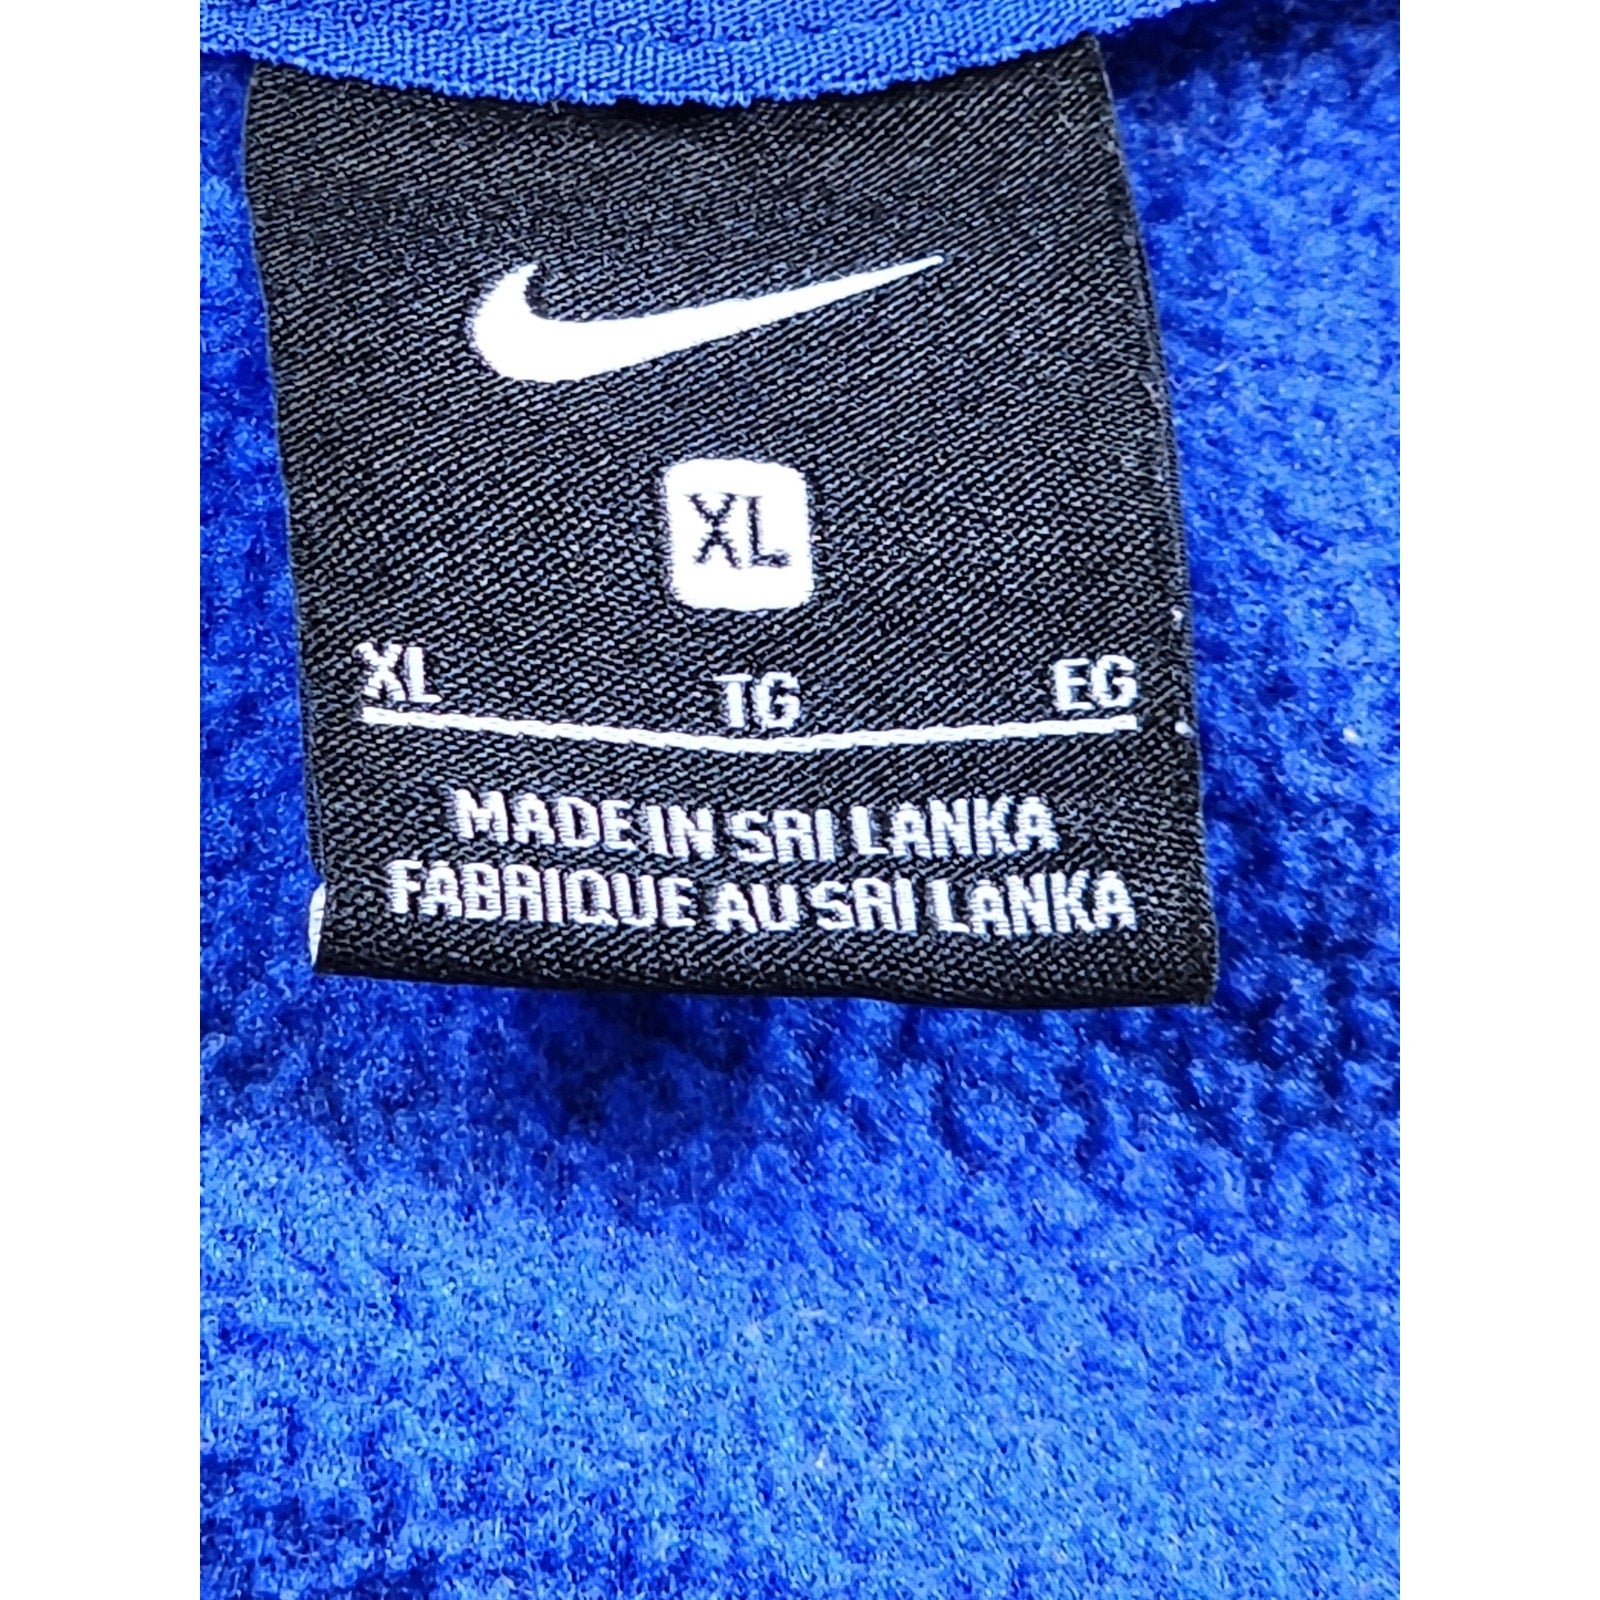 XL
XL TG EG
MADE IN SRI LANKA
FABRIQUE AU SRI LANKA